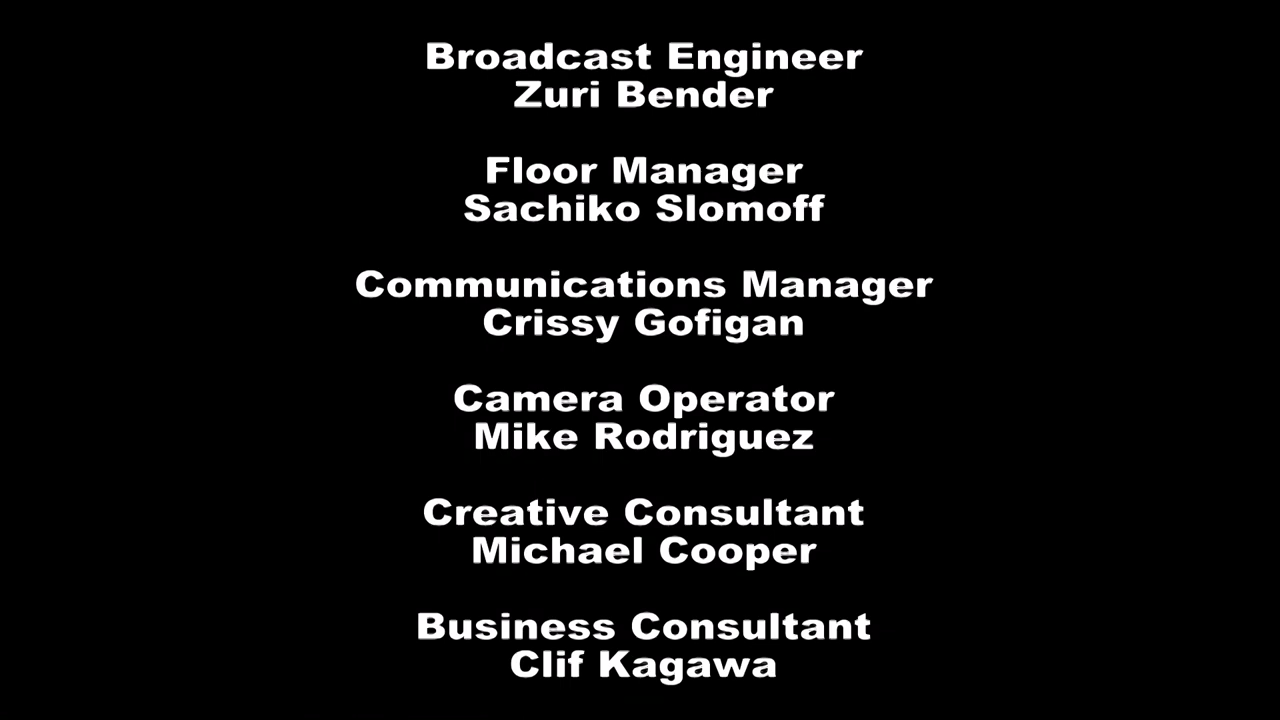 Broadcast Engineer
Zuri Bender
Floor Manager
Sachiko Slomoff
Communications Manager
Crissy Gofigan
Camera Operator
Mike Rodriguez
Creative Consultant
Michael Cooper
Business Consultant
Clif Kagawa